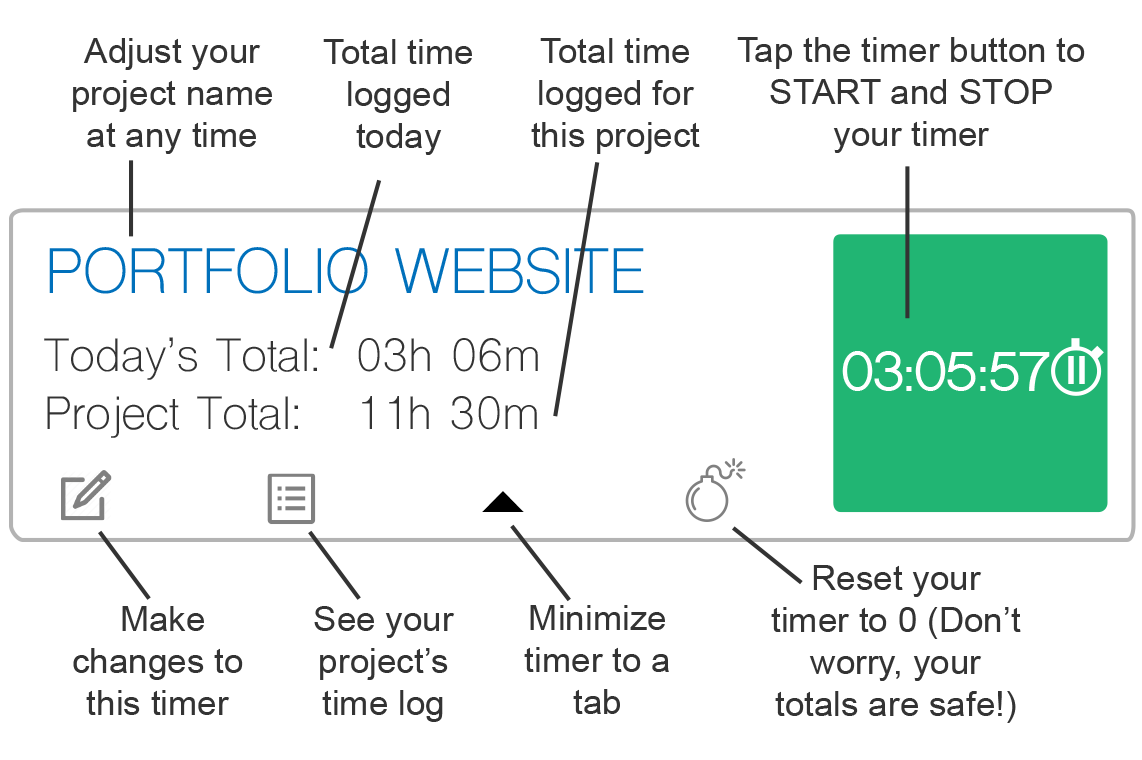 Adjust your
project name
at any time
Total time
logged
today
Total time
logged for
this project
Tap the timer button to
START and STOP
your timer
PORTFOLIO WEBSITE
Today's Total: 03h 06m
Project Total: 11h 30m
03:05:57
Make
changes to
this timer
See your
project's
time log
Minimize
timer to a
tab
Reset your
timer to 0 (Don't
worry, your
totals are safe!)